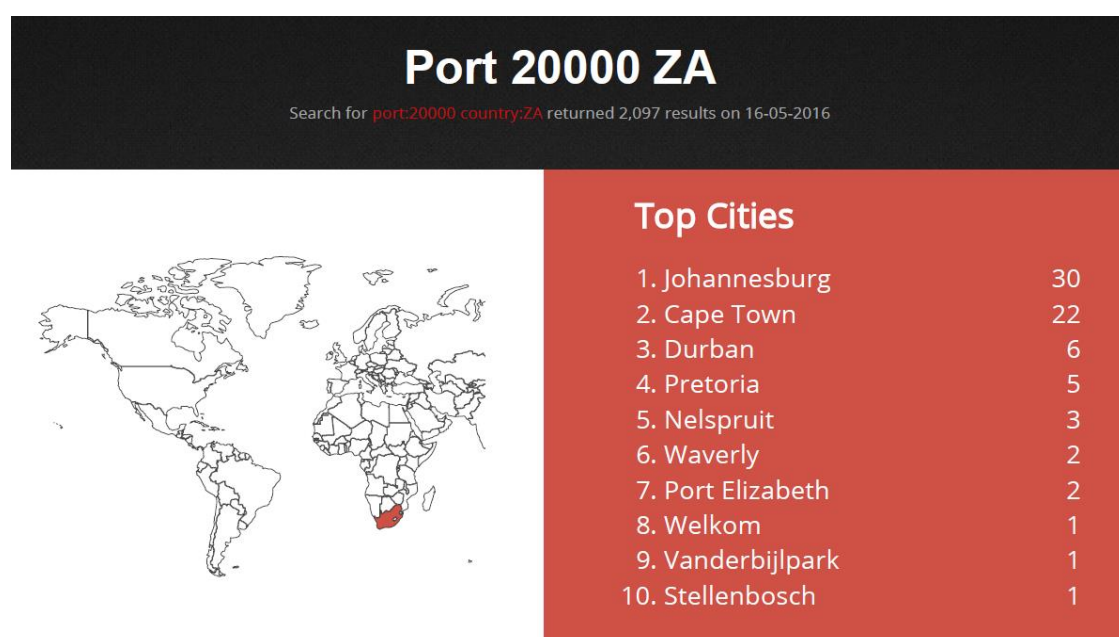 Port 20000 ZA
Search for port:20000 country:ZA returned 2,097 results on 16-05-2016
Top Cities
1. Johannesburg 30
2. Cape Town 22
3. Durban 6
4. Pretoria 5
5. Nelspruit 3
6. Waverly 2
7. Port Elizabeth 2
8. Welkom 1
9. Vanderbijlpark 1
10. Stellenbosch 1